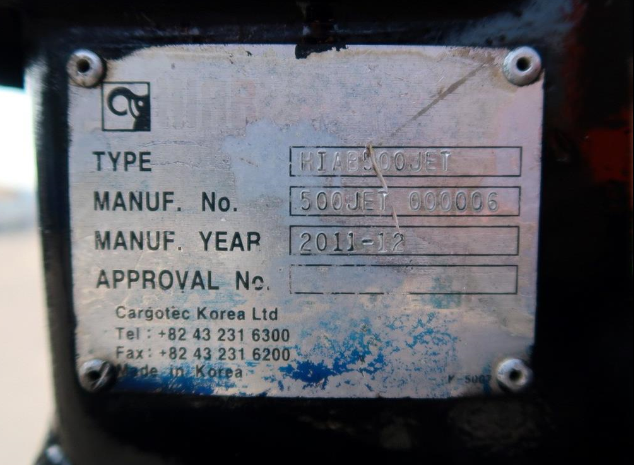 HIAB
TYPE HIAB500JET
MANUF. No. 500JET 000006
MANUF. YEAR 2011-12
APPROVAL No.
Cargotec Korea Ltd
Tel : +82 43 231 6300
Fax: +82 43 231 6200
Made in Korea